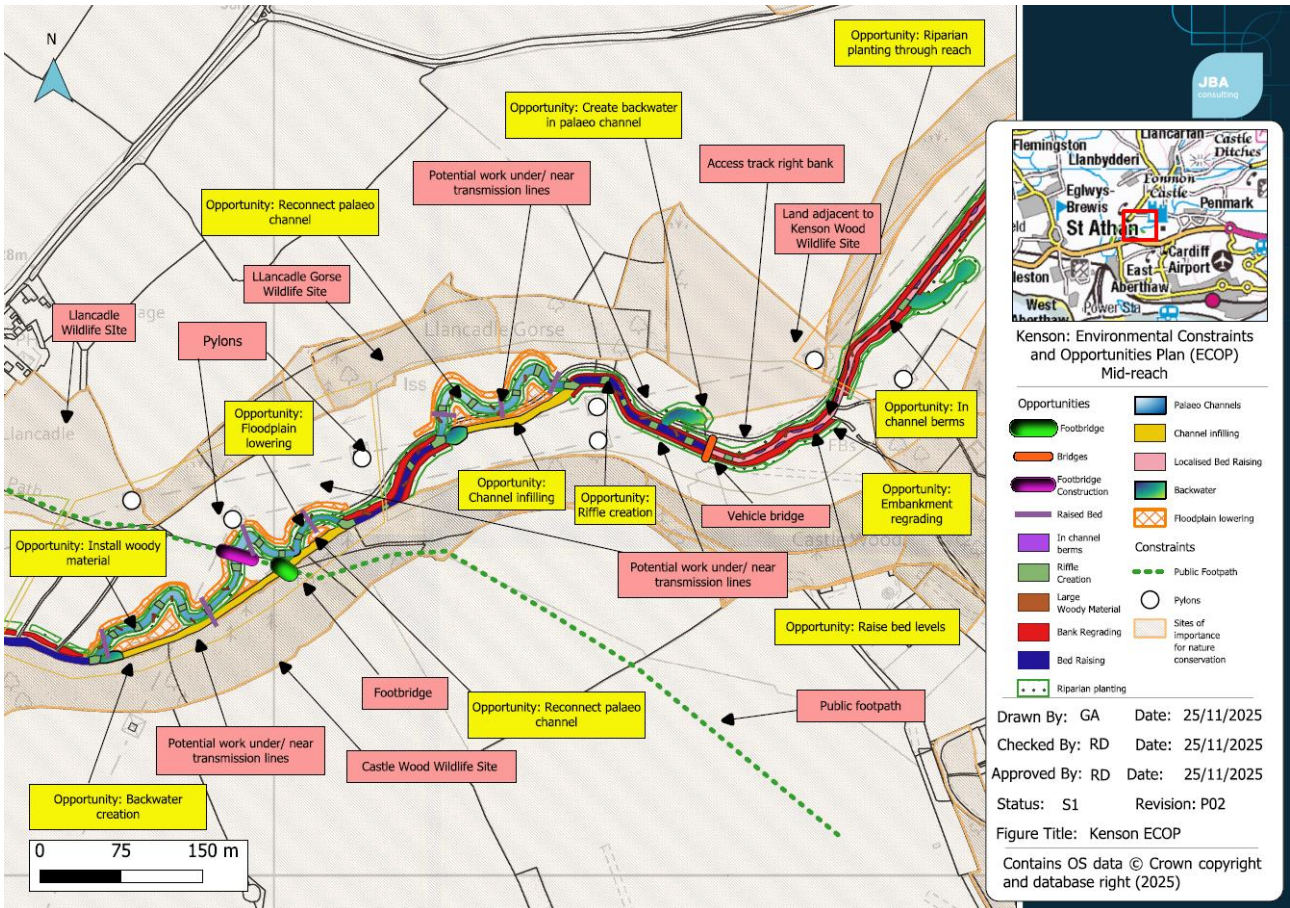 N
JBA
consulting
Opportunity: Riparian
planting through reach
Opportunity: Create backwater
in palaeo channel
Potential work under/ near
transmission lines
Access track right bank
Opportunity: Reconnect palaeo
channel
Land adjacent to
Kenson Wood
Wildlife Site
LLancadle Gorse
Wildlife Site
Llancadle
Wildlife SIte
Pylons
Llancadle Gorse
Iss
Opportunity:
Floodplain
lowering
Llancadle
Path
Opportunity: In
channel berms
Opportunity: Channel infilling
Opportunity:
Riffle creation
Vehicle bridge
FBs
Opportunity:
Embankment
regrading
Castle Wood
Opportunity: Install woody
material
Potential work under/ near
transmission lines
Opportunity: Raise bed levels
Footbridge
Opportunity: Reconnect palaeo
channel
Public footpath
Potential work under/ near
transmission lines
Castle Wood Wildlife Site
Opportunity: Backwater
creation
0 75 150 m
Flemingston
Llancarfan
Castle
Ditches
Llanbydderi
Fonmon
Castle
Eglwys-
Brewis
Penmark
St Athan
Cardiff
Airport
East
Aberthaw
West
Aberthaw
Power Sta
Kenson: Environmental Constraints
and Opportunities Plan (ECOP)
Mid-reach
Opportunities
Footbridge
Bridges
Footbridge
Construction
Raised Bed
In channel
berms
Riffle
Creation
Large
Woody Material
Bank Regrading
Bed Raising
Riparian planting
Palaeo Channels
Channel infilling
Localised Bed Raising
Backwater
Floodplain lowering
Constraints
Public Footpath
Pylons
Sites of
importance
for nature
conservation
Drawn By: GA Date: 25/11/2025
Checked By: RD Date: 25/11/2025
Approved By: RD Date: 25/11/2025
Status: S1 Revision: P02
Figure Title: Kenson ECOP
Contains OS data © Crown copyright
and database right (2025)